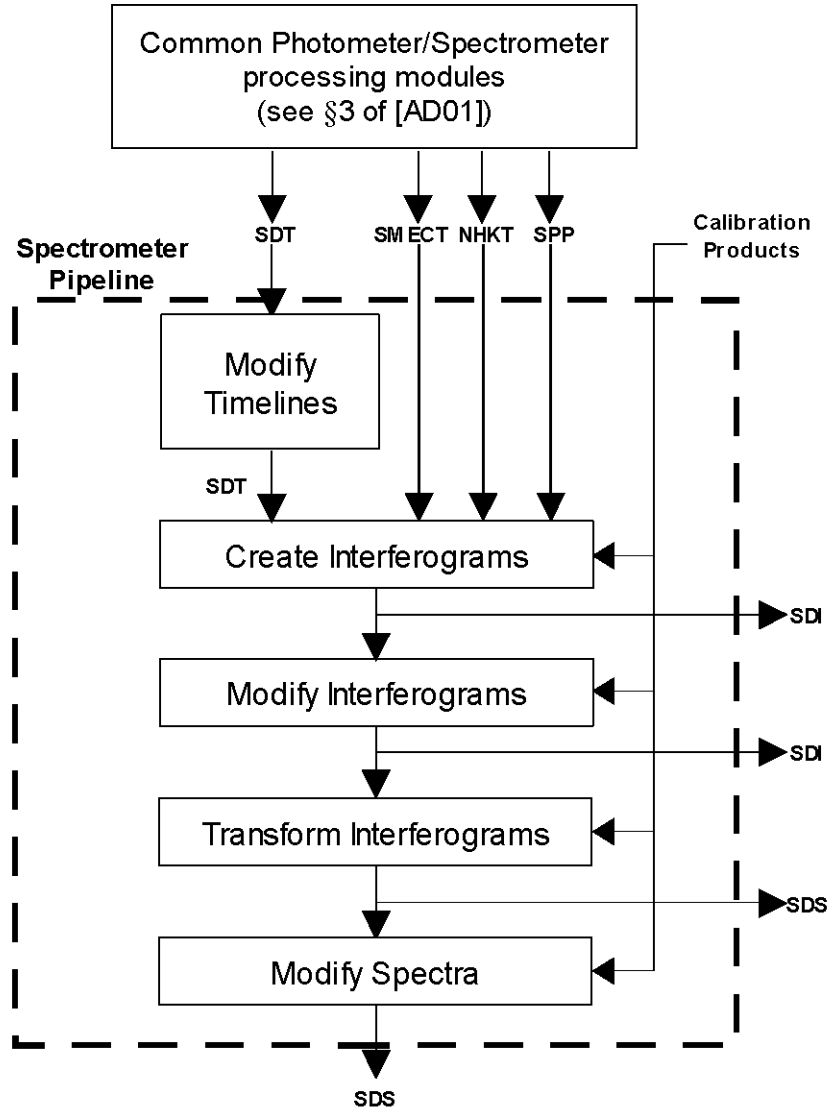 Common Photometer/Spectrometer
processing modules
(see §3 of [AD01])
SDT
SMECT
NHKT
SPP
Calibration
Products
Spectrometer
Pipeline
Modify
Timelines
SDT
Create Interferograms
SDI
Modify Interferograms
SDI
Transform Interferograms
SDS
Modify Spectra
SDS